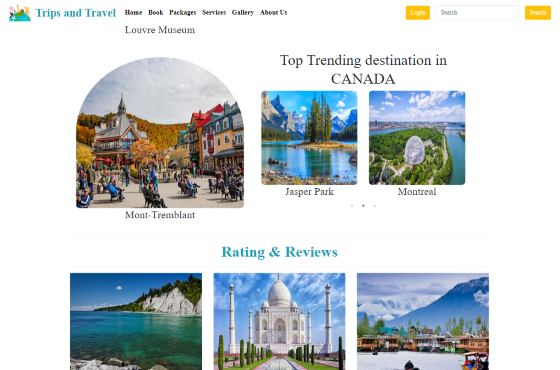 Trips and Travel
Home Book Packages Services Gallery About Us
Login
Search
Search
Louvre Museum
Top Trending destination in
CANADA
Jasper Park
Montreal
Mont-Tremblant
Rating & Reviews